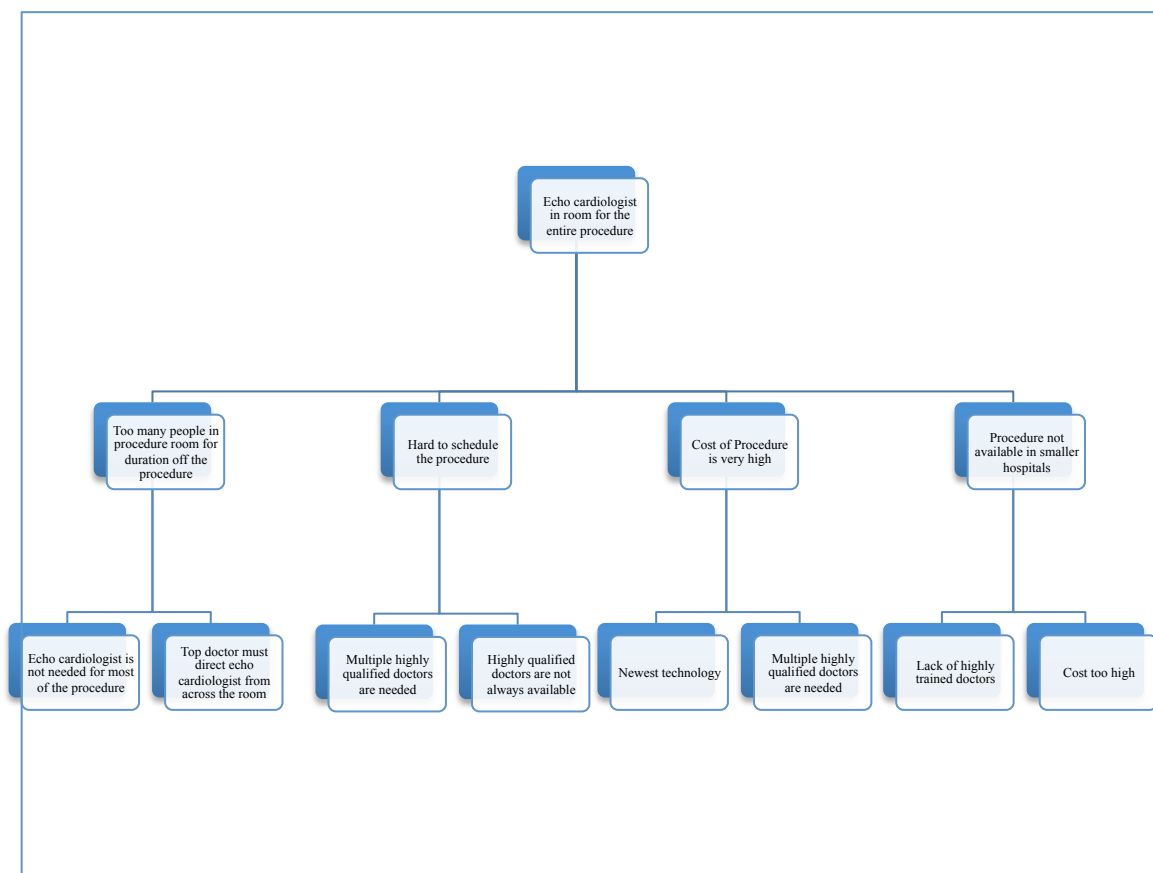 Echo cardiologist
in room for the
entire procedure
Too many people in
procedure room for
duration off the
procedure
Hard to schedule
the procedure
Cost of Procedure
is very high
Procedure not
available in smaller
hospitals
Echo cardiologist is
not needed for most
of the procedure
Top doctor must
direct echo
cardiologist from
across the room
Multiple highly
qualified doctors
are needed
Highly qualified
doctors are not
always available
Newest technology
Multiple highly
qualified doctors
are needed
Lack of highly
trained doctors
Cost too high